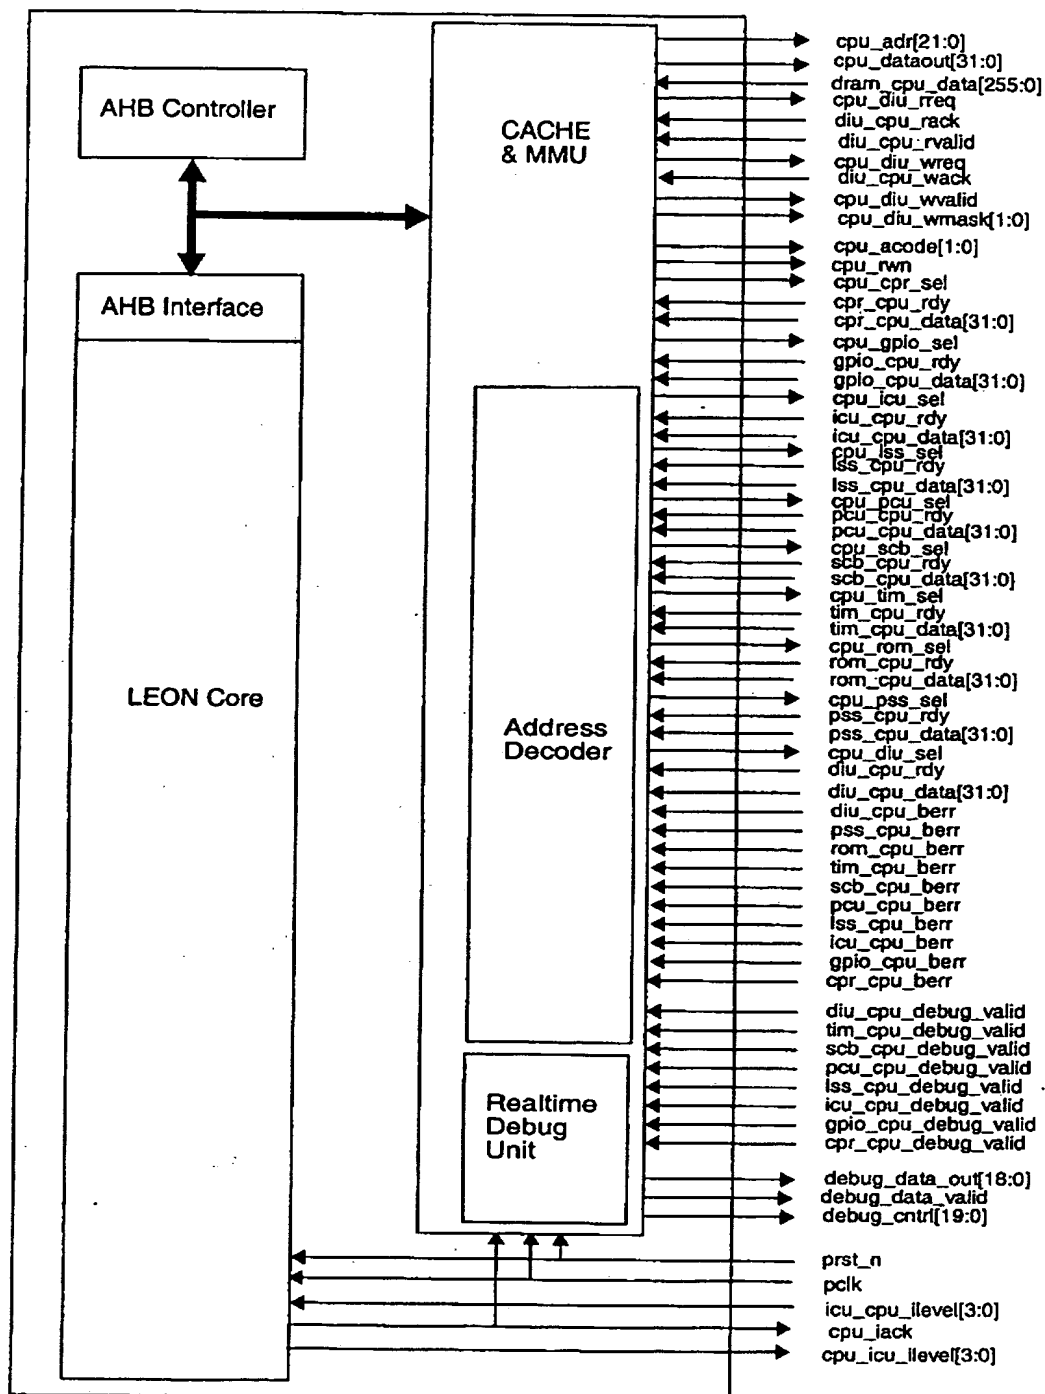 AHB Controller
CACHE
& MMU
AHB Interface
LEON Core
Address
Decoder
Realtime
Debug
Unit
cpu_adr[21:0]
cpu_dataout[31:0]
dram_cpu_data[255:0]
cpu_diu_rreq
diu_cpu_rack
diu_cpu_rvalid
cpu_diu_wreq
diu_cpu_wack
cpu_diu_wvalid
cpu_diu_wmask[1:0]
cpu_acode[1:0]
cpu_rwn
cpu_cpr_sel
cpr_cpu_rdy
cpr_cpu_data[31:0]
cpu_gpio_sel
gpio_cpu_rdy
gpio_cpu_data[31:0]
cpu_icu_sel
icu_cpu_rdy
icu_cpu_data[31:0]
cpu_lss_sel
lss_cpu_rdy
lss_cpu_data[31:0]
cpu_pcu_sel
pcu_cpu_rdy
pcu_cpu_data[31:0]
cpu_scb_sel
scb_cpu_rdy
scb_cpu_data[31:0]
cpu_tim_sel
tim_cpu_rdy
tim_cpu_data[31:0]
cpu_rom_sel
rom_cpu_rdy
rom_cpu_data[31:0]
cpu_pss_sel
pss_cpu_rdy
pss_cpu_data[31:0]
cpu_diu_sel
diu_cpu_rdy
diu_cpu_data[31:0]
diu_cpu_berr
pss_cpu_berr
rom_cpu_berr
tim_cpu_berr
scb_cpu_berr
pcu_cpu_berr
lss_cpu_berr
icu_cpu_berr
gpio_cpu_berr
cpr_cpu_berr
diu_cpu_debug_valid
tim_cpu_debug_valid
scb_cpu_debug_valid
pcu_cpu_debug_valid
lss_cpu_debug_valid
icu_cpu_debug_valid
gpio_cpu_debug_valid
cpr_cpu_debug_valid
debug_data_out[18:0]
debug_data_valid
debug_cntrl[19:0]
prst_n
pclk
icu_cpu_ilevel[3:0]
cpu_iack
cpu_icu_ilevel[3:0]